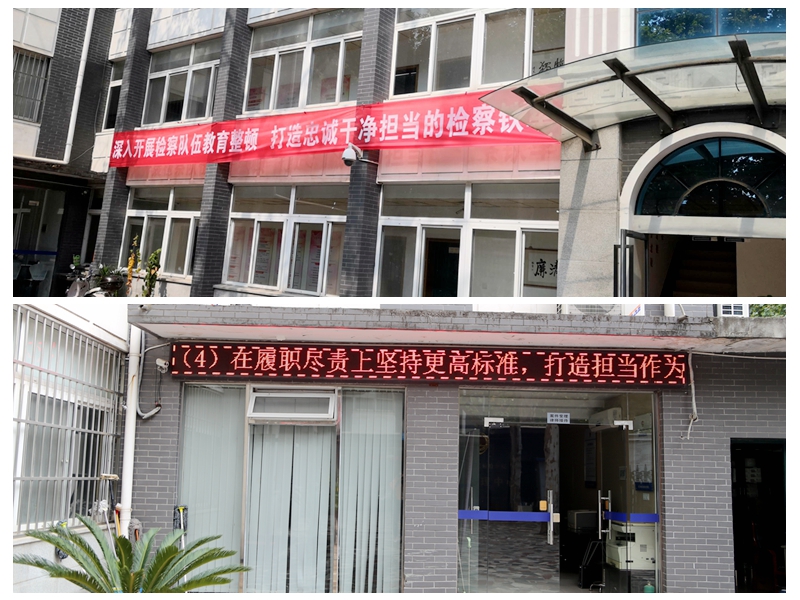 深入开展检察队伍教育整顿 打造忠诚干净担当的检察铁
(4)在履职尽责上坚持更高标准，打造担当作为